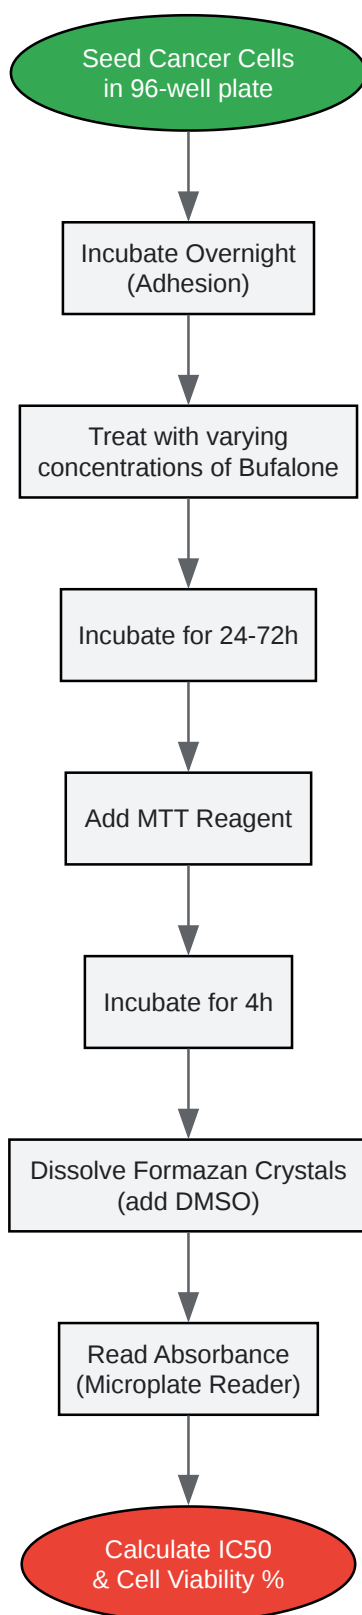 Seed Cancer Cells
in 96-well plate
Incubate Overnight
(Adhesion)
Treat with varying
concentrations of Bufalone
Incubate for 24-72h
Add MTT Reagent
Incubate for 4h
Dissolve Formazan Crystals
(add DMSO)
Read Absorbance
(Microplate Reader)
Calculate IC50
& Cell Viability %